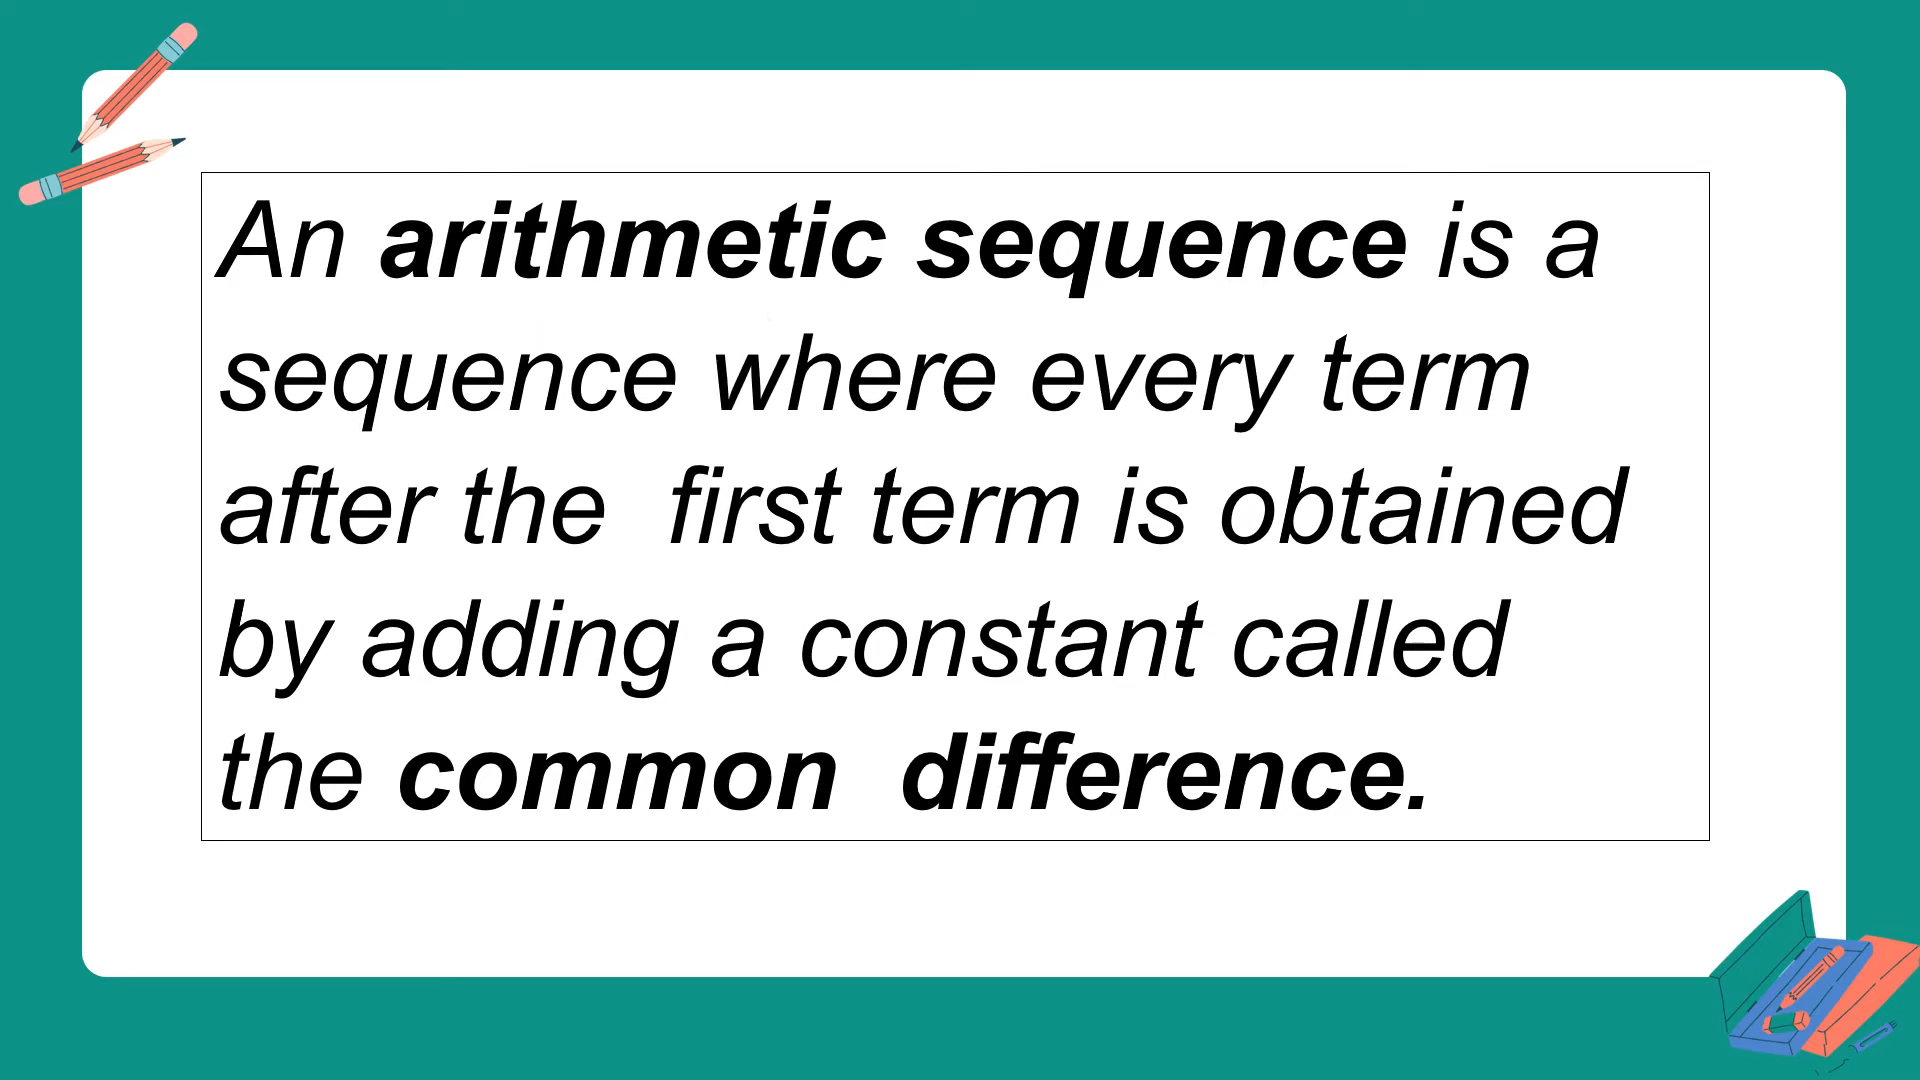 An arithmetic sequence is a
sequence where every term
after the  first term is obtained
by adding a constant called
the common  difference.